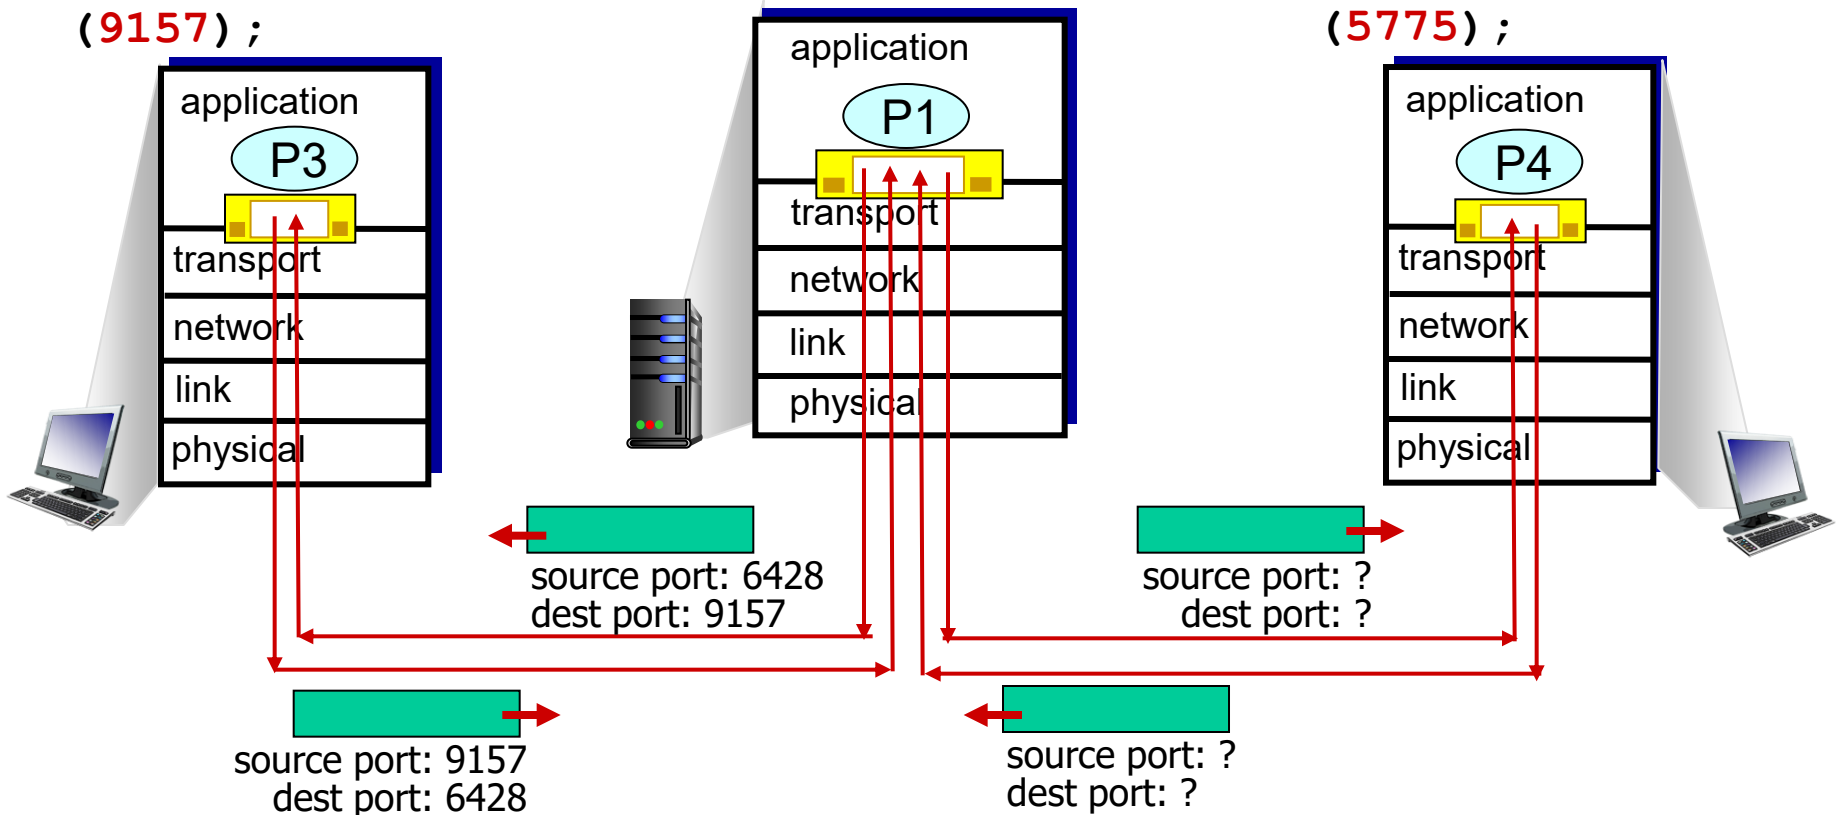 (9157);
application
P3
transport
network
link
physical
application
P1
transport
network
link
physical
(5775);
application
P4
transport
network
link
physical
source port: 6428
dest port: 9157
source port: ?
dest port: ?
source port: 9157
dest port: 6428
source port: ?
dest port: ?